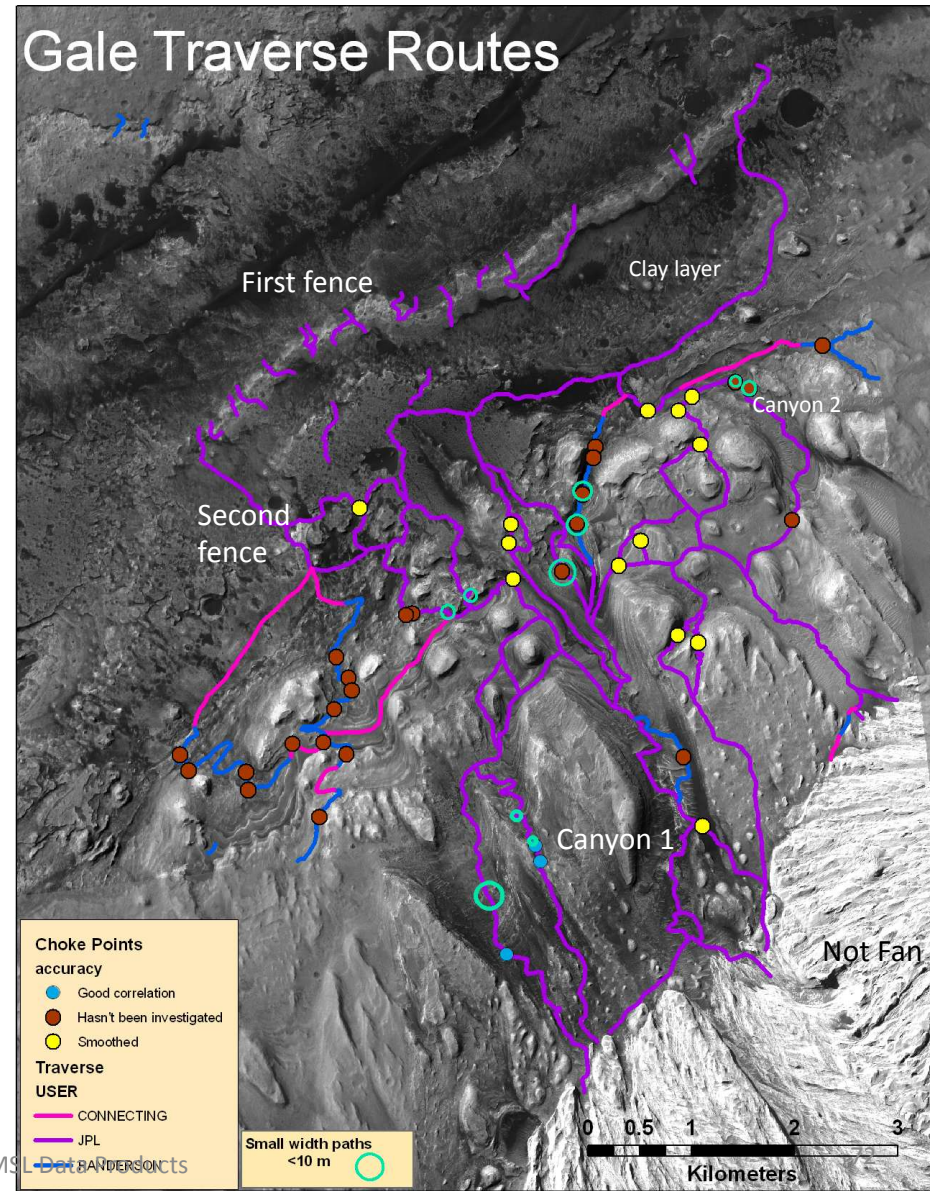 Gale Traverse Routes
First fence
Clay layer
Canyon 2
Second
fence
Canyon 1
Not Fan
Choke Points
accuracy
Good correlation
Hasn't been investigated
Smoothed
Traverse
USER
CONNECTING
JPL
RANDERSON
MSL Data Products
Small width paths
<10 m
0 0.5 1 2 3
Kilometers